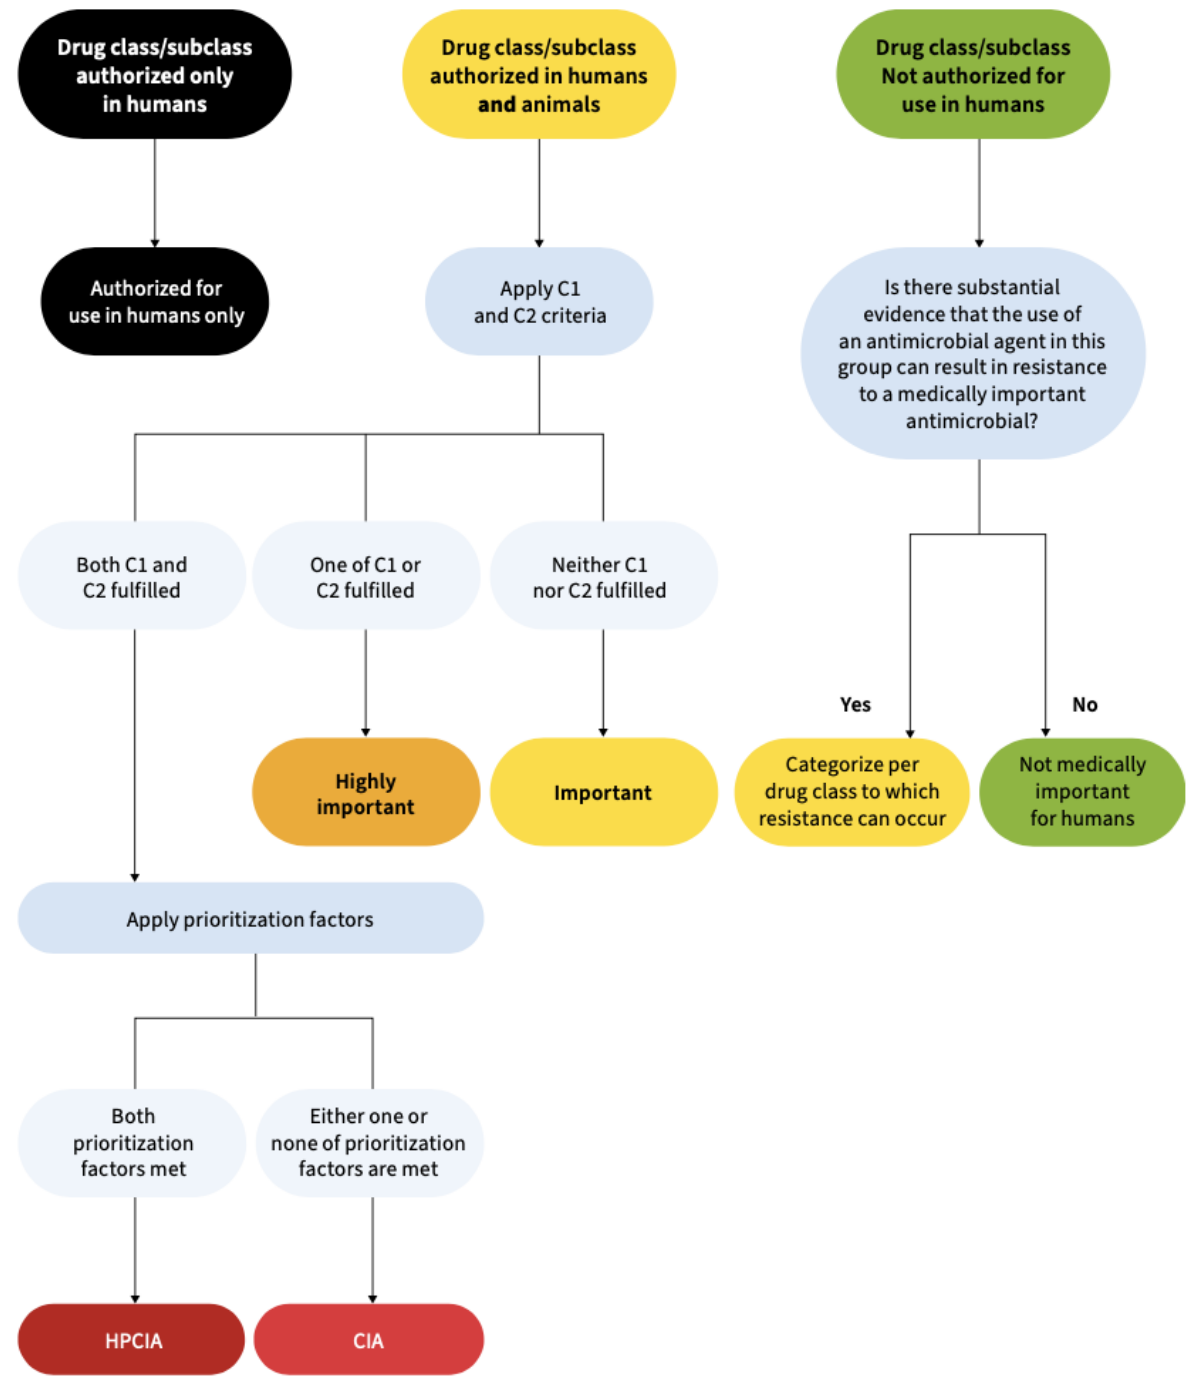 Drug class/subclass
authorized only
in humans
Drug class/subclass
authorized in humans
and animals
Drug class/subclass
Not authorized for
use in humans
Authorized for
use in humans only
Apply C1
and C2 criteria
Is there substantial
evidence that the use of
an antimicrobial agent in this
group can result in resistance
to a medically important
antimicrobial?
Both C1 and
C2 fulfilled
One of C1 or
C2 fulfilled
Neither C1
nor C2 fulfilled
Yes
No
Highly
important
Important
Categorize per
drug class to which
resistance can occur
Not medically
important
for humans
Apply prioritization factors
Both
prioritization
factors met
Either one or
none of prioritization
factors are met
HPCIA
CIA